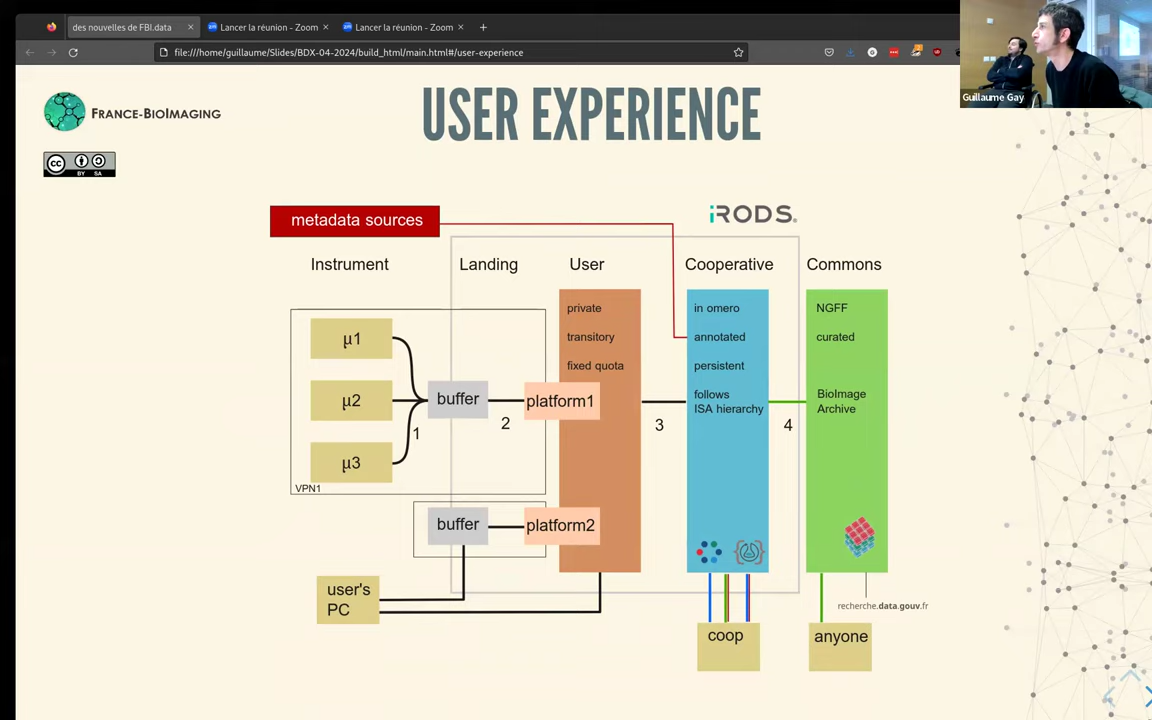 des nouvelles de FBI.data
Lancer la réunion - Zoom
Lancer la réunion - Zoom
file:///home/guillaume/Slides/BDX-04-2024/build_html/main.html#/user-experience
Guillaume Gay
FRANCE-BIOIMAGING
cc
BY SA
USER EXPERIENCE
metadata sources
iRODS
Instrument
Landing
User
Cooperative
Commons
private
transitory
fixed quota
in omero
annotated
persistent
follows
ISA hierarchy
NGFF
curated
BioImage
Archive
µ1
µ2
µ3
buffer
platform1
1
2
3
4
VPN1
buffer
platform2
user's
PC
recherche.data.gouv.fr
coop
anyone